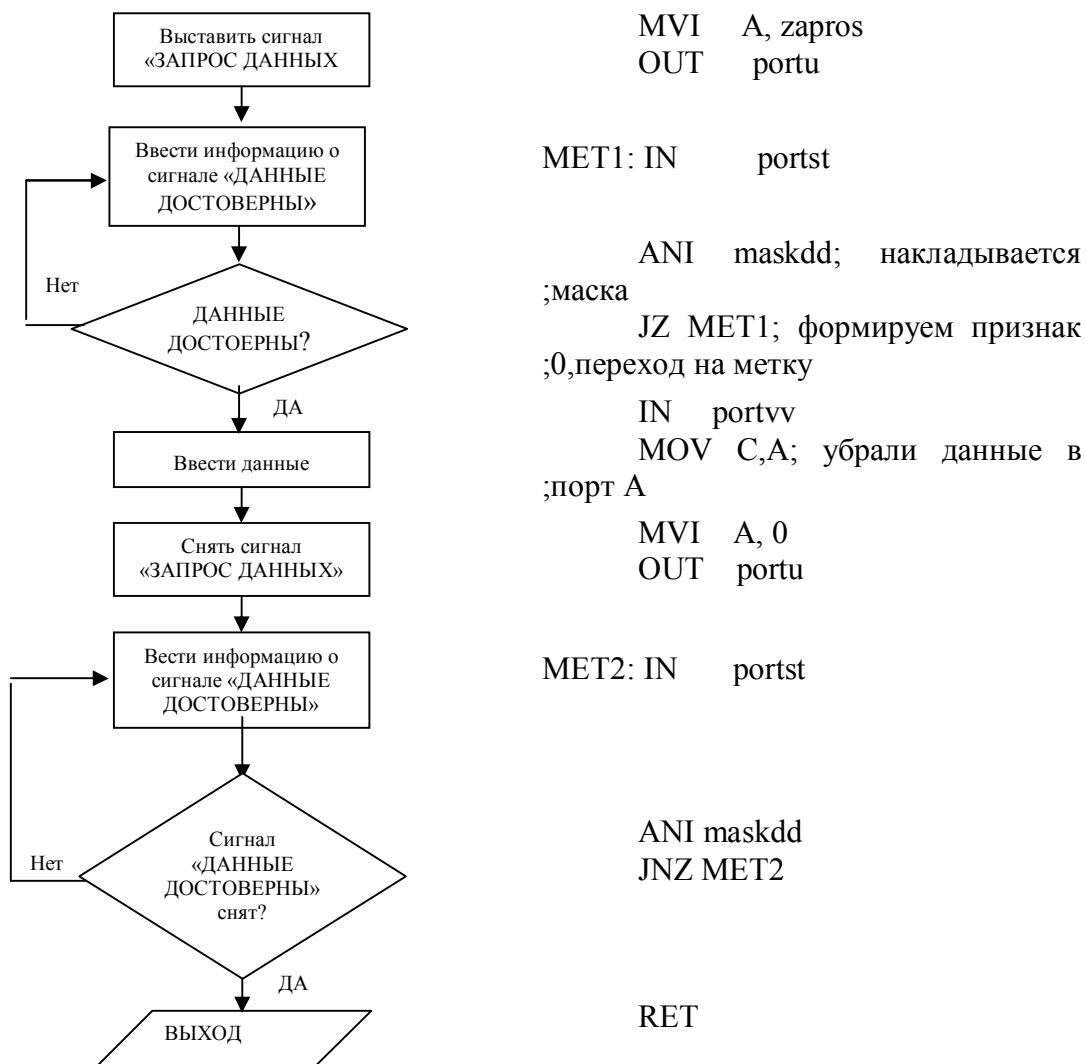 Выставить сигнал
«ЗАПРОС ДАННЫХ
MVI A, zapros
OUT portu
Ввести информацию о
сигнале «ДАННЫЕ
ДОСТОВЕРНЫ»
MET1: IN portst
Нет
ДАННЫЕ
ДОСТОЕРНЫ?
ANI maskdd; накладывается
;маска
JZ MET1; формируем признак
;0,переход на метку
ДА
Ввести данные
IN portvv
MOV C,A; убрали данные в
;порт А
Снять сигнал
«ЗАПРОС ДАННЫХ»
MVI A, 0
OUT portu
Вести информацию о
сигнале «ДАННЫЕ
ДОСТОВЕРНЫ»
MET2: IN portst
Нет
Сигнал
«ДАННЫЕ
ДОСТОВЕРНЫ»
снят?
ANI maskdd
JNZ MET2
ДА
ВЫХОД
RET